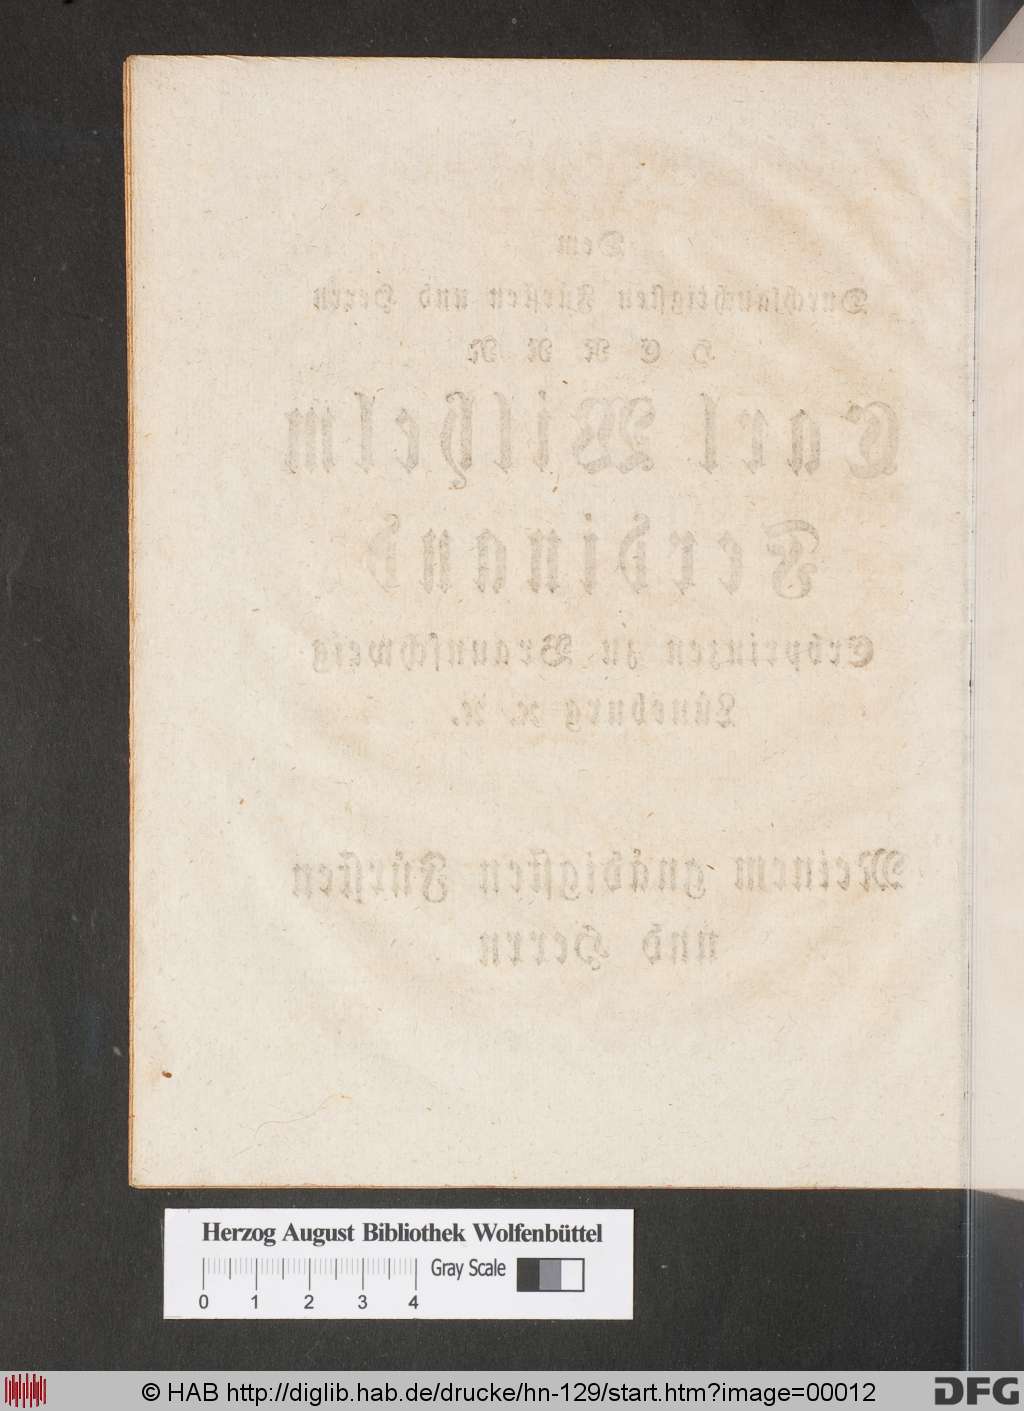 Dem
Durchlauchtigsten Fürsten und Herrn
H E R R N
Carl Wilhelm
Ferdinand
Erbprinzen zu Braunschweig
Lüneburg ꝛc. ꝛc.
Meinem gnädigsten Fürsten
und Herrn
Herzog August Bibliothek Wolfenbüttel
Gray Scale
0 1 2 3 4
© HAB http://diglib.hab.de/drucke/hn-129/start.htm?image=00012
DFG